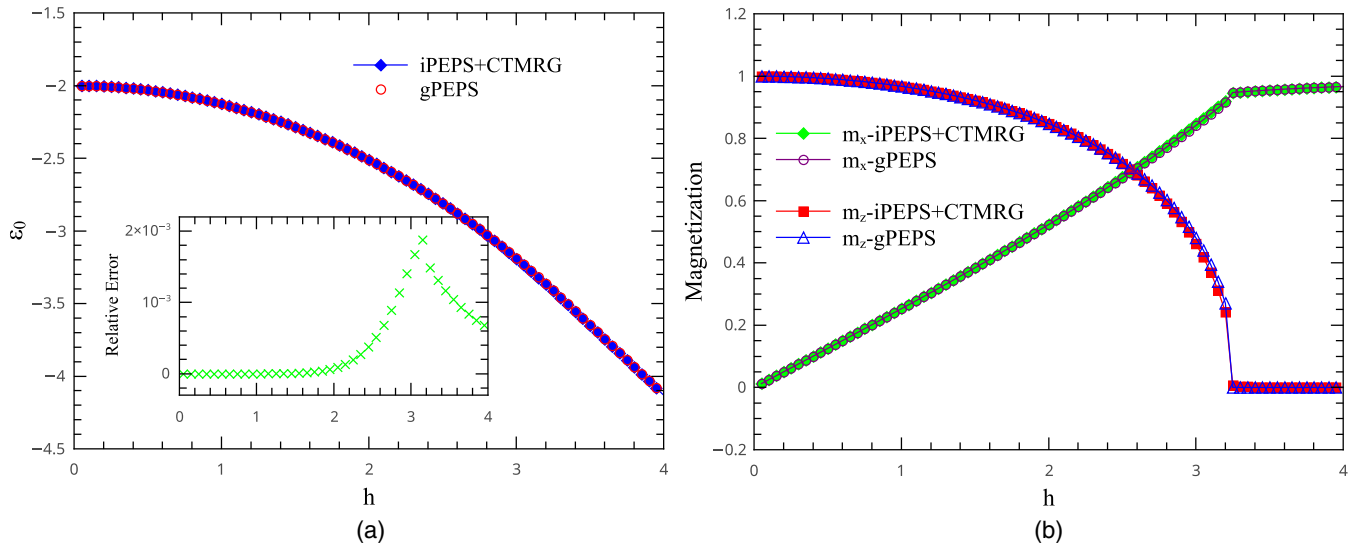 −1.5
−2
−2.5
−3
−3.5
−4
−4.5
ε₀
iPEPS+CTMRG
gPEPS
2×10⁻³
10⁻³
0
Relative Error
0 1 2 3 4
0 1 2 3 4
h
(a)
1.2
1
0.8
0.6
0.4
0.2
0
−0.2
Magnetization
mₓ-iPEPS+CTMRG
mₓ-gPEPS
m_z-iPEPS+CTMRG
m_z-gPEPS
0 1 2 3 4
h
(b)